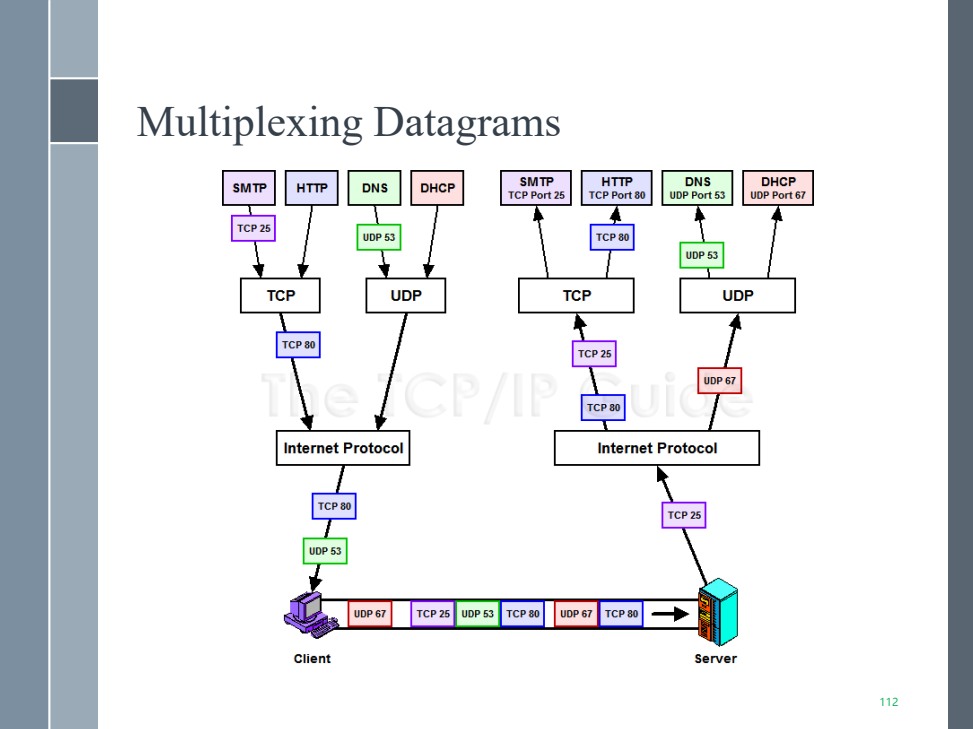 Multiplexing Datagrams
SMTP
HTTP
DNS
DHCP
SMTP
TCP Port 25
HTTP
TCP Port 80
DNS
UDP Port 53
DHCP
UDP Port 67
TCP 25
UDP 53
TCP 80
UDP 53
TCP
UDP
TCP
UDP
TCP 80
TCP 25
UDP 67
The TCP/IP Guide
TCP 80
Internet Protocol
Internet Protocol
TCP 80
TCP 25
UDP 53
UDP 67
TCP 25
UDP 53
TCP 80
UDP 67
TCP 80
Client
Server
112